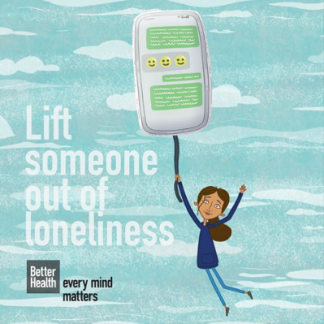 Lift
someone
out of
loneliness
Better
Health
every mind
matters